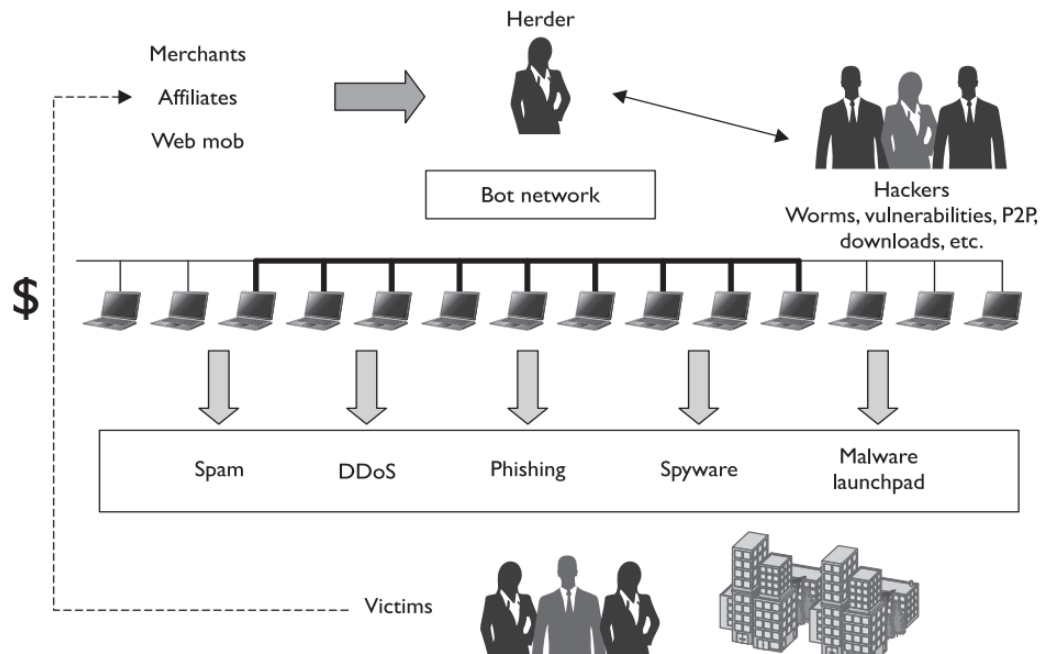 Herder
Merchants
Affiliates
Web mob
Hackers
Worms, vulnerabilities, P2P,
downloads, etc.
Bot network
$
Spam
DDoS
Phishing
Spyware
Malware
launchpad
Victims